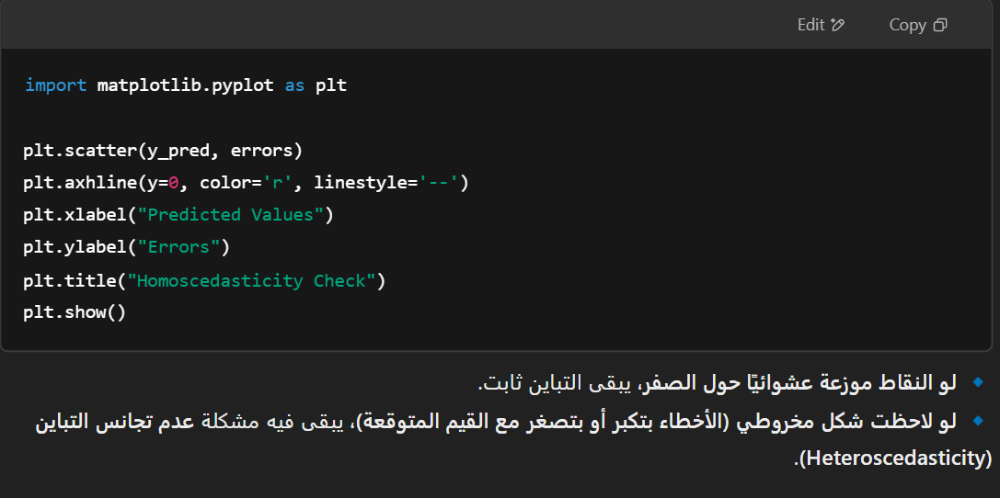 Edit Copy
import matplotlib.pyplot as plt
plt.scatter(y_pred, errors)
plt.axhline(y=0, color='r', linestyle='--')
plt.xlabel("Predicted Values")
plt.ylabel("Errors")
plt.title("Homoscedasticity Check")
plt.show()
لو النقاط موزعة عشوائيًا حول الصفر، يبقى التباين ثابت.
لو لاحظت شكل مخروطي (الأخطاء بتكبر أو بتصغر مع القيم المتوقعة)، يبقى فيه مشكلة عدم تجانس التباين
(Heteroscedasticity).